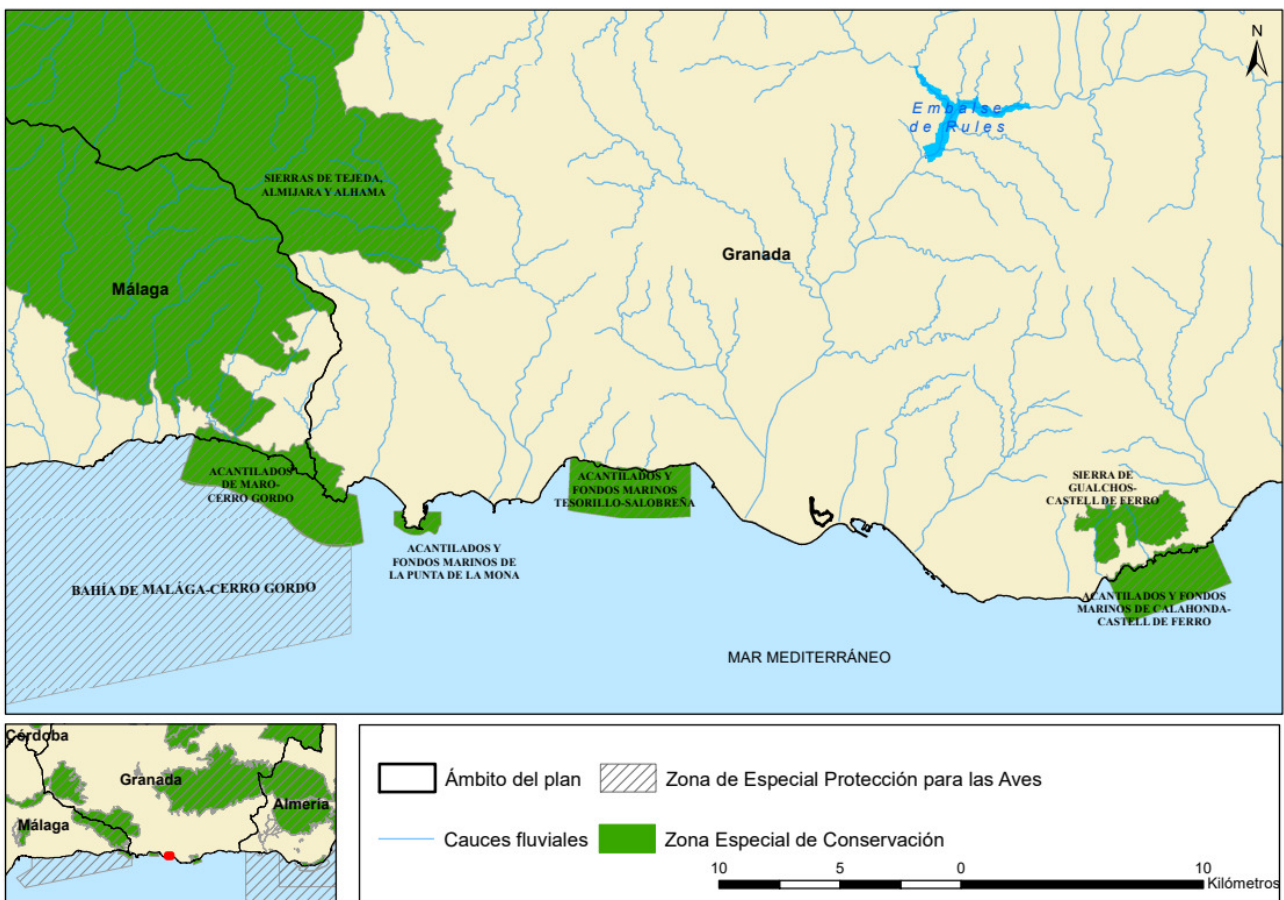 N
Embalse
de Rules
SIERRAS DE TEJEDA,
ALMIJARA Y ALHAMA
Granada
Málaga
ACANTILADOS
DE MARO-
CERRO GORDO
ACANTILADOS Y
FONDOS MARINOS
TESORILLO-SALOBREÑA
SIERRA DE
GUALCHOS-
CASTELL DE FERRO
ACANTILADOS Y
FONDOS MARINOS DE
LA PUNTA DE LA MONA
BAHÍA DE MALÁGA-CERRO GORDO
ACANTILADOS Y FONDOS
MARINOS DE CALAHONDA-
CASTELL DE FERRO
MAR MEDITERRÁNEO
Córdoba
Granada
Almería
Málaga
Ámbito del plan
Zona de Especial Protección para las Aves
Cauces fluviales
Zona Especial de Conservación
10 5 0 10
Kilómetros